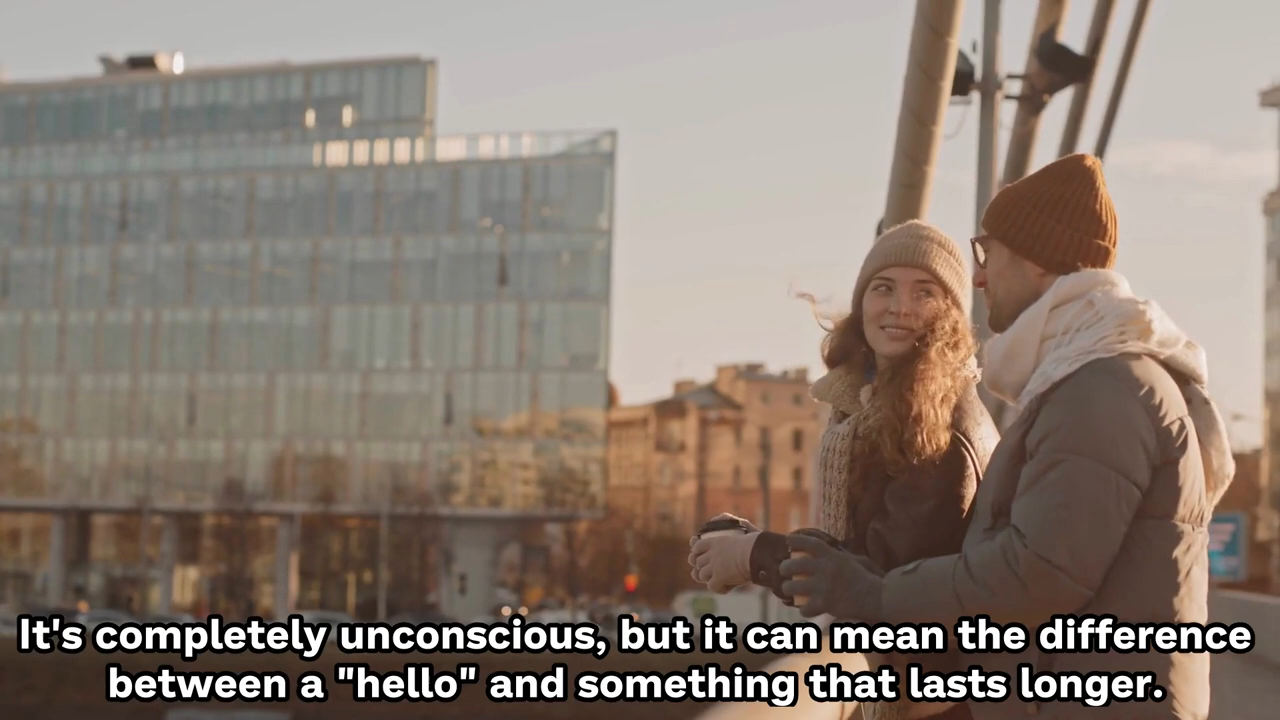 It's completely unconscious, but it can mean the difference
between a "hello" and something that lasts longer.